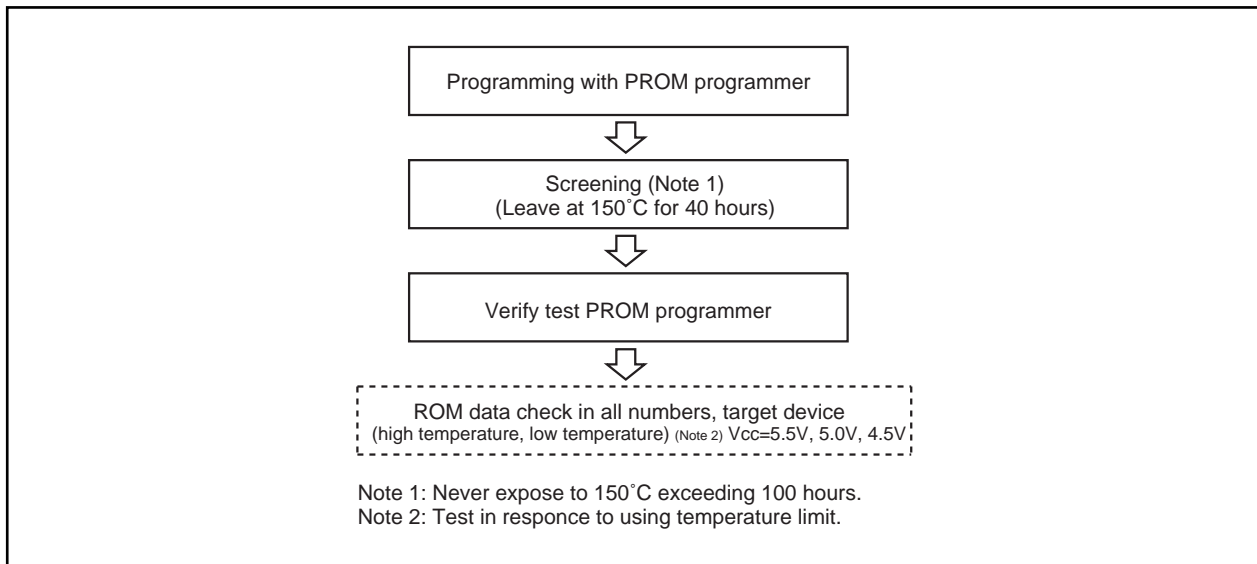 Programming with PROM programmer
Screening (Note 1)
(Leave at 150˚C for 40 hours)
Verify test PROM programmer
ROM data check in all numbers, target device
(high temperature, low temperature) (Note 2) Vcc=5.5V, 5.0V, 4.5V
Note 1: Never expose to 150˚C exceeding 100 hours.
Note 2: Test in responce to using temperature limit.